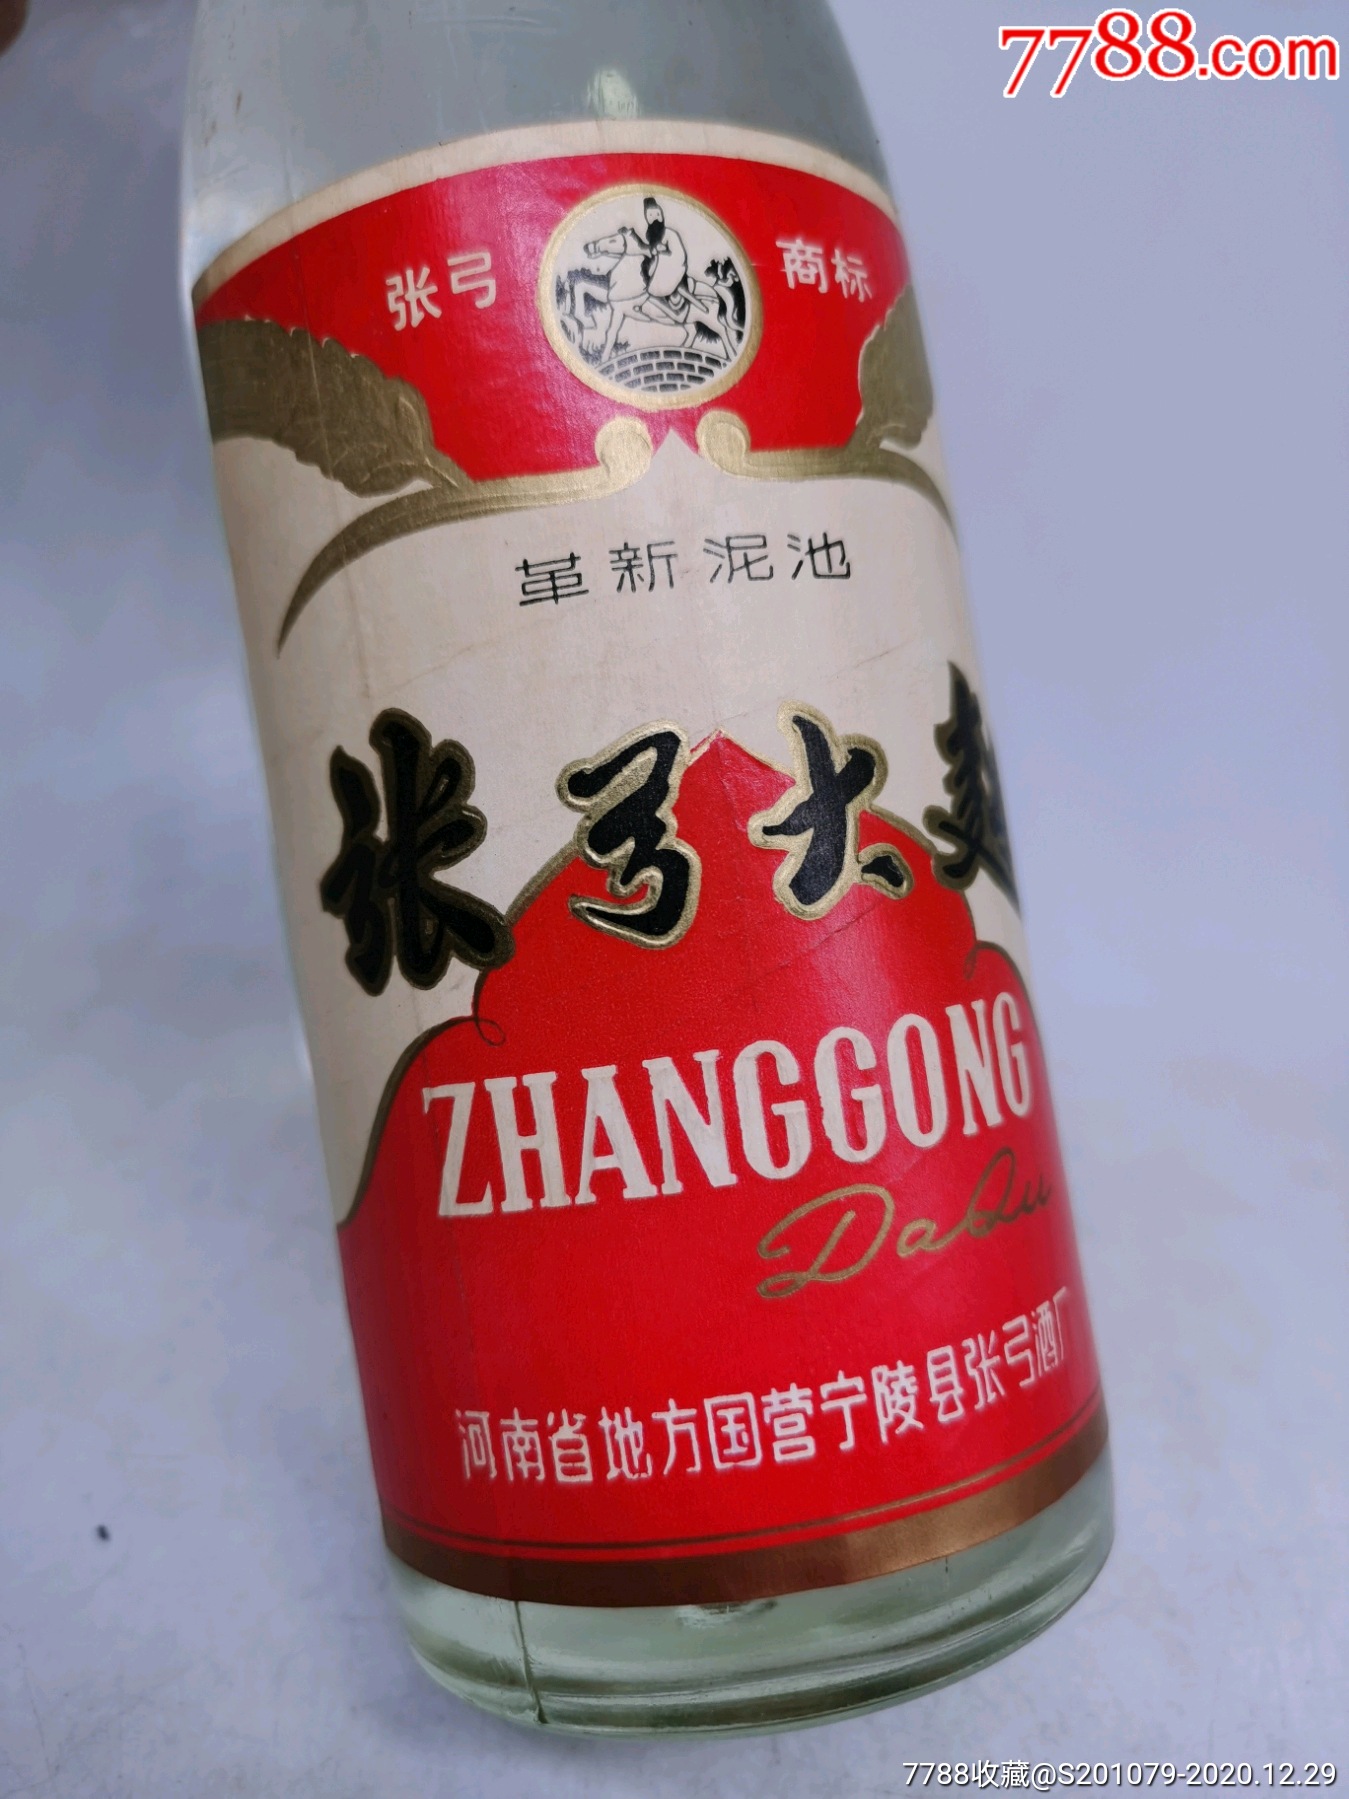 7788.com
张弓 商标
革新泥池
张弓大麯
ZHANGGONG
DaQu
河南省地方国营宁陵县张弓酒厂
7788收藏@S201079-2020.12.29